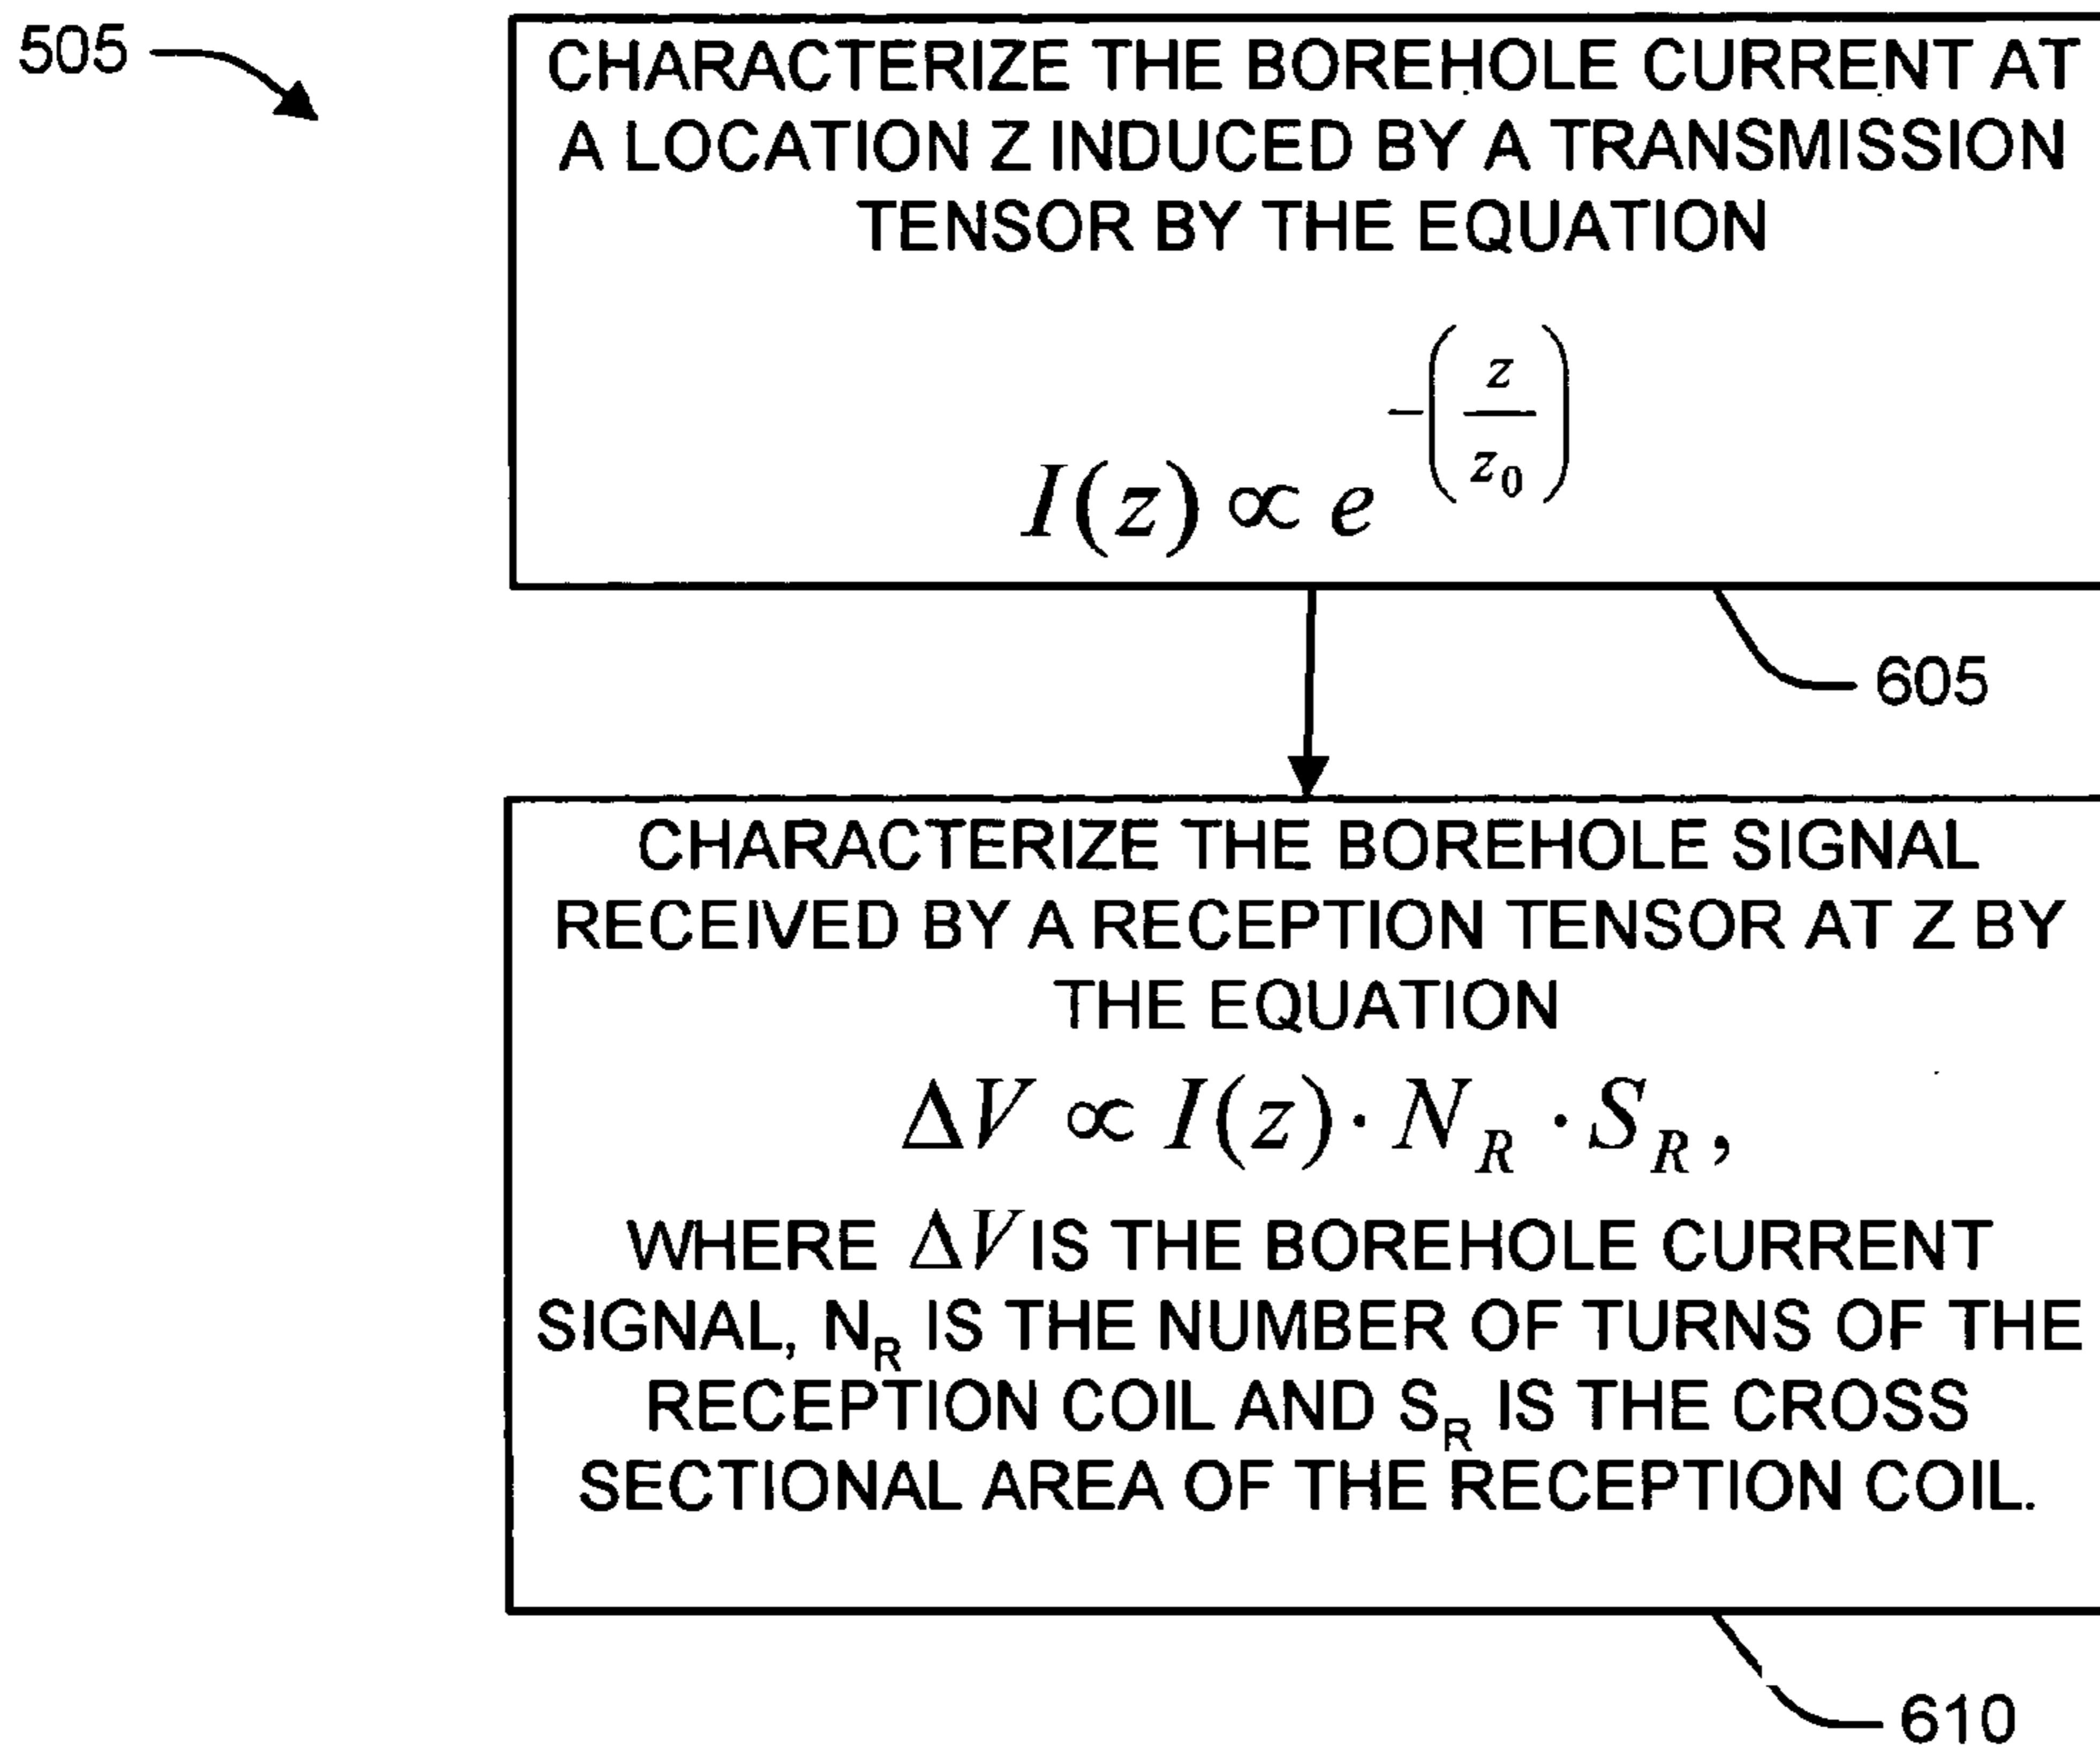 505
CHARACTERIZE THE BOREHOLE CURRENT AT
A LOCATION Z INDUCED BY A TRANSMISSION
TENSOR BY THE EQUATION
I(z) ∝ e^{-(z/z_0)}
605
CHARACTERIZE THE BOREHOLE SIGNAL
RECEIVED BY A RECEPTION TENSOR AT Z BY
THE EQUATION
ΔV ∝ I(z) · N_R · S_R,
WHERE ΔV IS THE BOREHOLE CURRENT
SIGNAL, N_R IS THE NUMBER OF TURNS OF THE
RECEPTION COIL AND S_R IS THE CROSS
SECTIONAL AREA OF THE RECEPTION COIL.
610